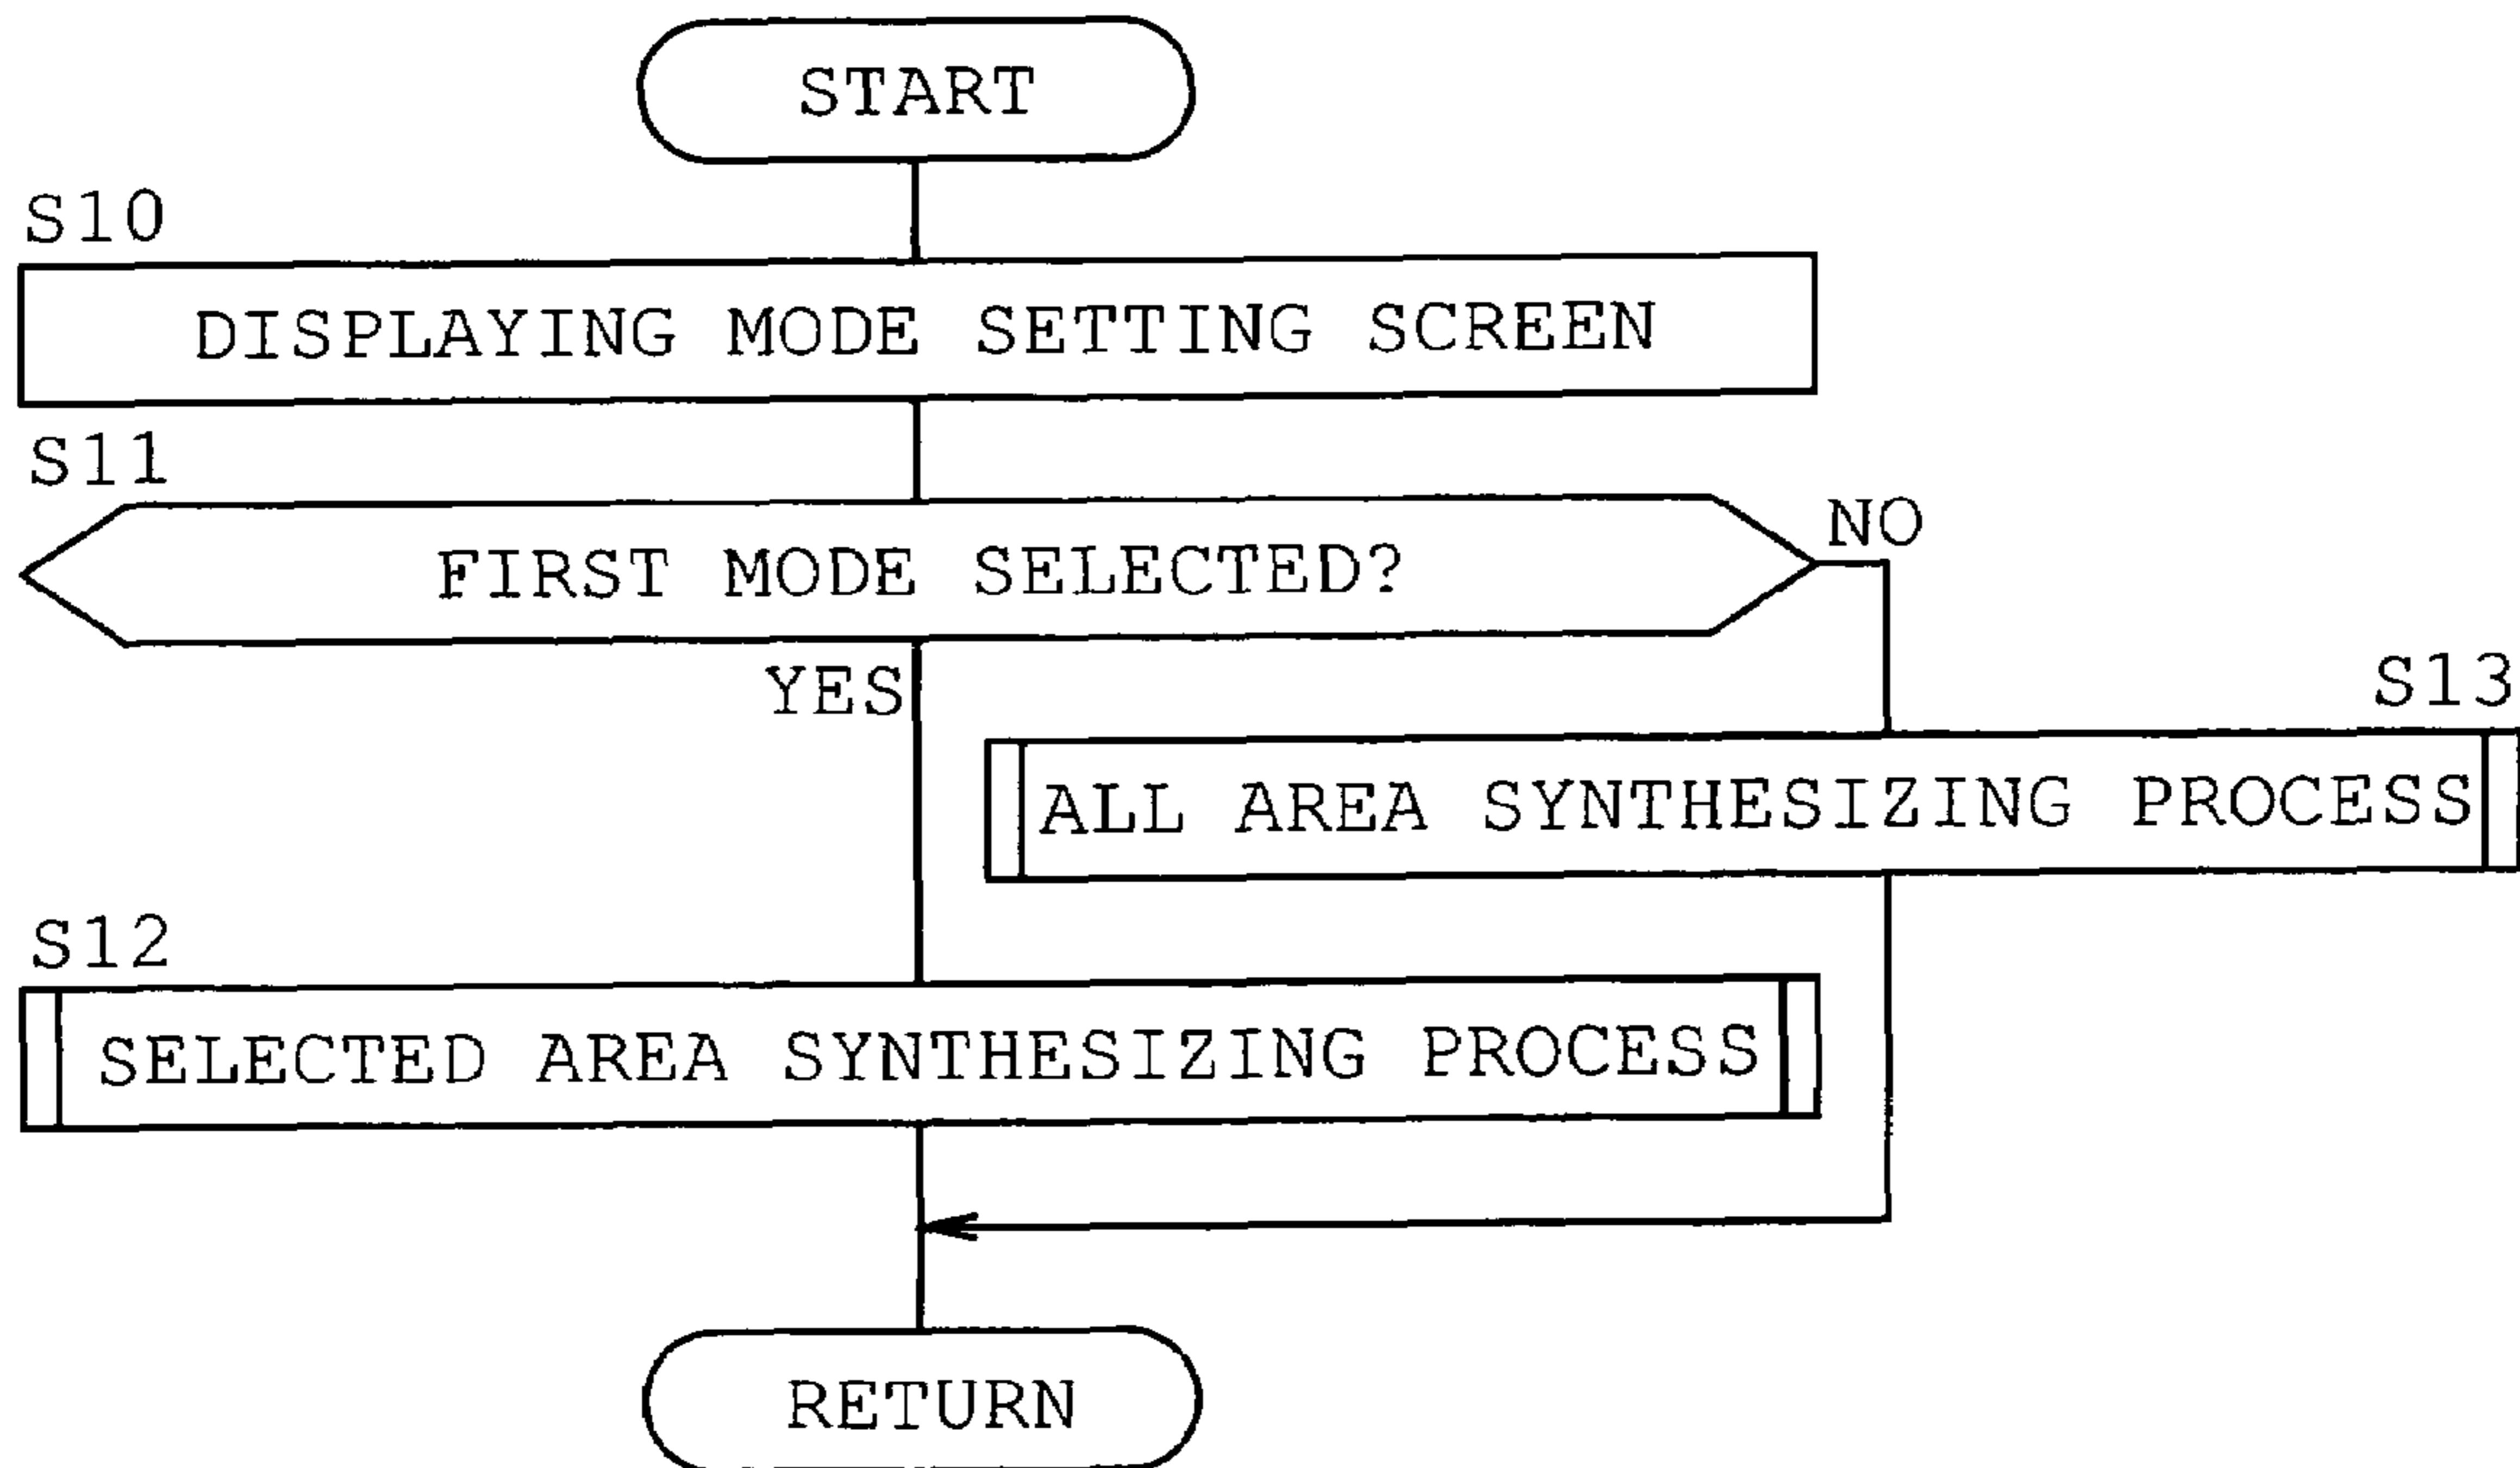 START
S10
DISPLAYING MODE SETTING SCREEN
S11
FIRST MODE SELECTED?
NO
YES
S13
ALL AREA SYNTHESIZING PROCESS
S12
SELECTED AREA SYNTHESIZING PROCESS
RETURN